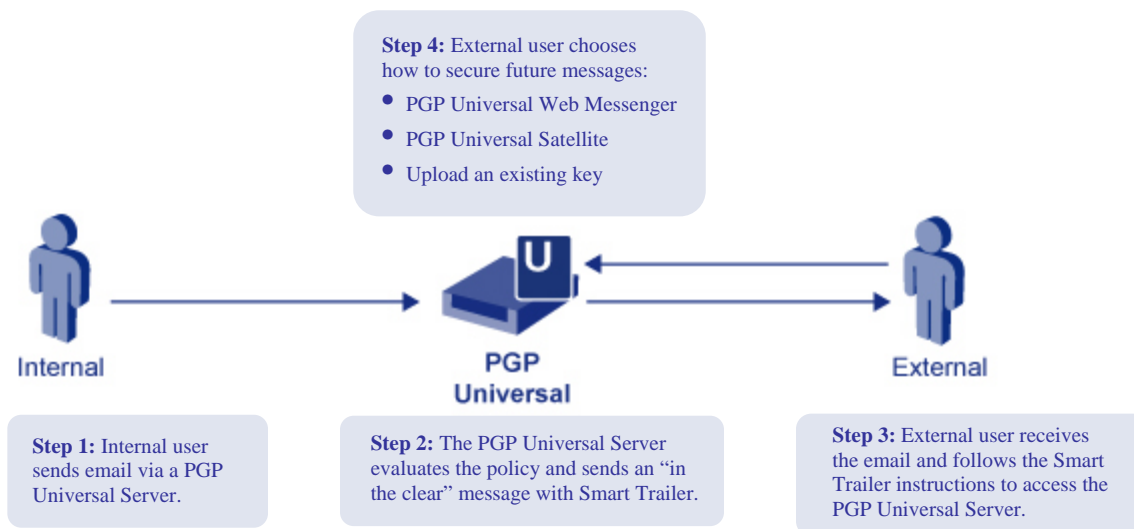 Step 4: External user chooses
how to secure future messages:
• PGP Universal Web Messenger
• PGP Universal Satellite
• Upload an existing key
U
Internal
PGP
Universal
External
Step 1: Internal user
sends email via a PGP
Universal Server.
Step 2: The PGP Universal Server
evaluates the policy and sends an “in
the clear” message with Smart Trailer.
Step 3: External user receives
the email and follows the Smart
Trailer instructions to access the
PGP Universal Server.